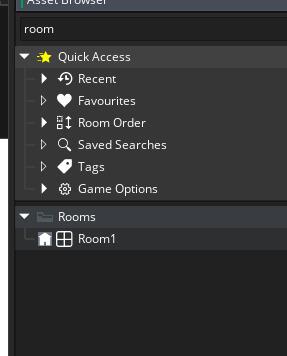 Asset Browser
room
Quick Access
Recent
Favourites
Room Order
Saved Searches
Tags
Game Options
Rooms
Room1